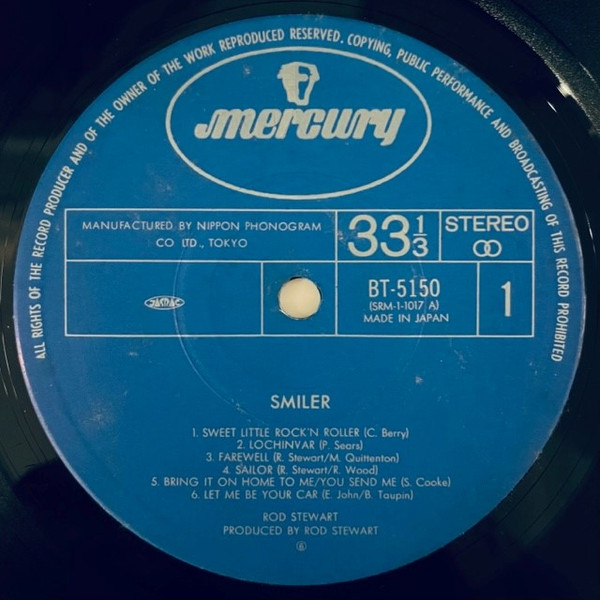 ALL RIGHTS OF THE RECORD PRODUCER AND OF THE OWNER OF THE WORK REPRODUCED RESERVED. COPYING, PUBLIC PERFORMANCE AND BROADCASTING OF THIS RECORD PROHIBITED
mercury
MANUFACTURED BY NIPPON PHONOGRAM
CO LTD., TOKYO
33 1/3
STEREO
JASRAC
BT-5150
(SRM-1-1017 A)
MADE IN JAPAN
1
SMILER
1. SWEET LITTLE ROCK'N ROLLER (C. Berry)
2. LOCHINVAR (P. Sears)
3. FAREWELL (R. Stewart/M. Quittenton)
4. SAILOR (R. Stewart/R. Wood)
5. BRING IT ON HOME TO ME/YOU SEND ME (S. Cooke)
6. LET ME BE YOUR CAR (E. John/B. Taupin)
ROD STEWART
PRODUCED BY ROD STEWART